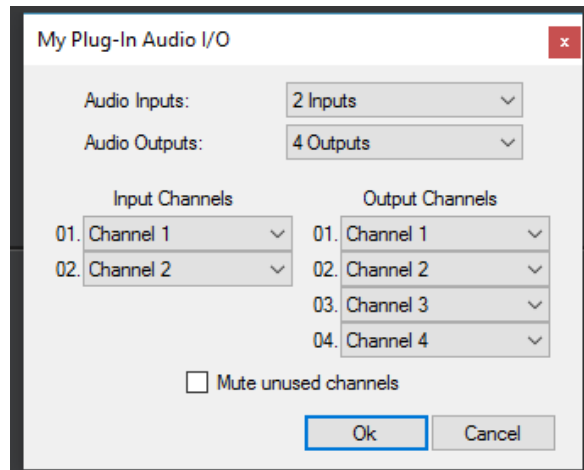 My Plug-In Audio I/O
x
Audio Inputs: 2 Inputs
Audio Outputs: 4 Outputs
Input Channels Output Channels
01. Channel 1 01. Channel 1
02. Channel 2 02. Channel 2
03. Channel 3
04. Channel 4
Mute unused channels
Ok Cancel